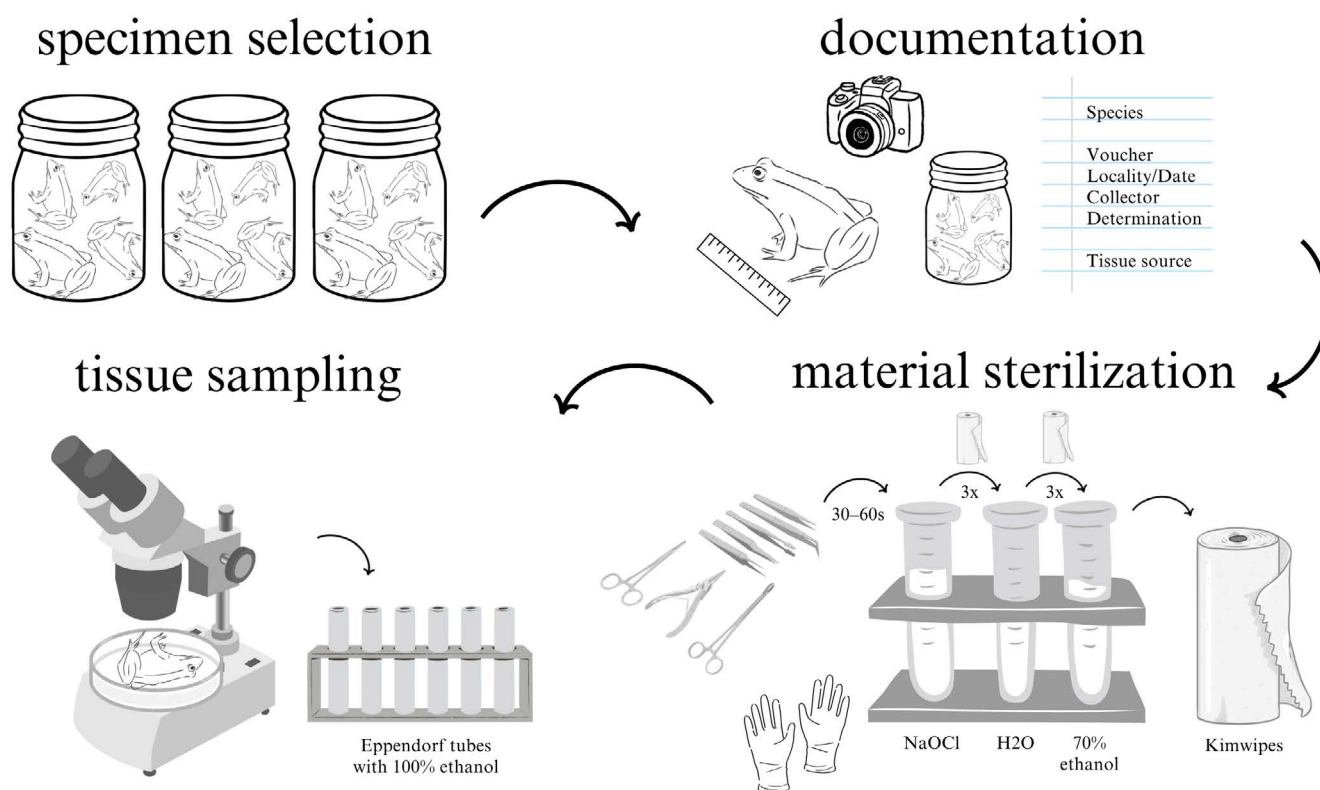 specimen selection
documentation
Species
Voucher
Locality/Date
Collector
Determination
Tissue source
material sterilization
30–60s
3x
3x
NaOCl
H2O
70%
ethanol
Kimwipes
tissue sampling
Eppendorf tubes
with 100% ethanol